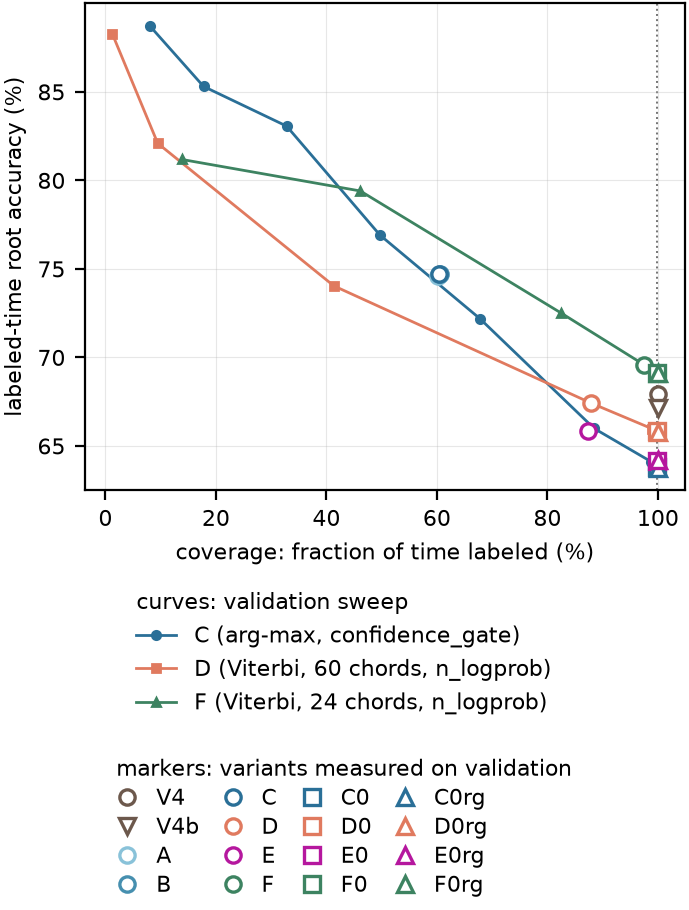 labeled-time root accuracy (%)
85
80
75
70
65
0 20 40 60 80 100
coverage: fraction of time labeled (%)
curves: validation sweep
C (arg-max, confidence_gate)
D (Viterbi, 60 chords, n_logprob)
F (Viterbi, 24 chords, n_logprob)
markers: variants measured on validation
V4 C C0 C0rg
V4b D D0 D0rg
A E E0 E0rg
B F F0 F0rg